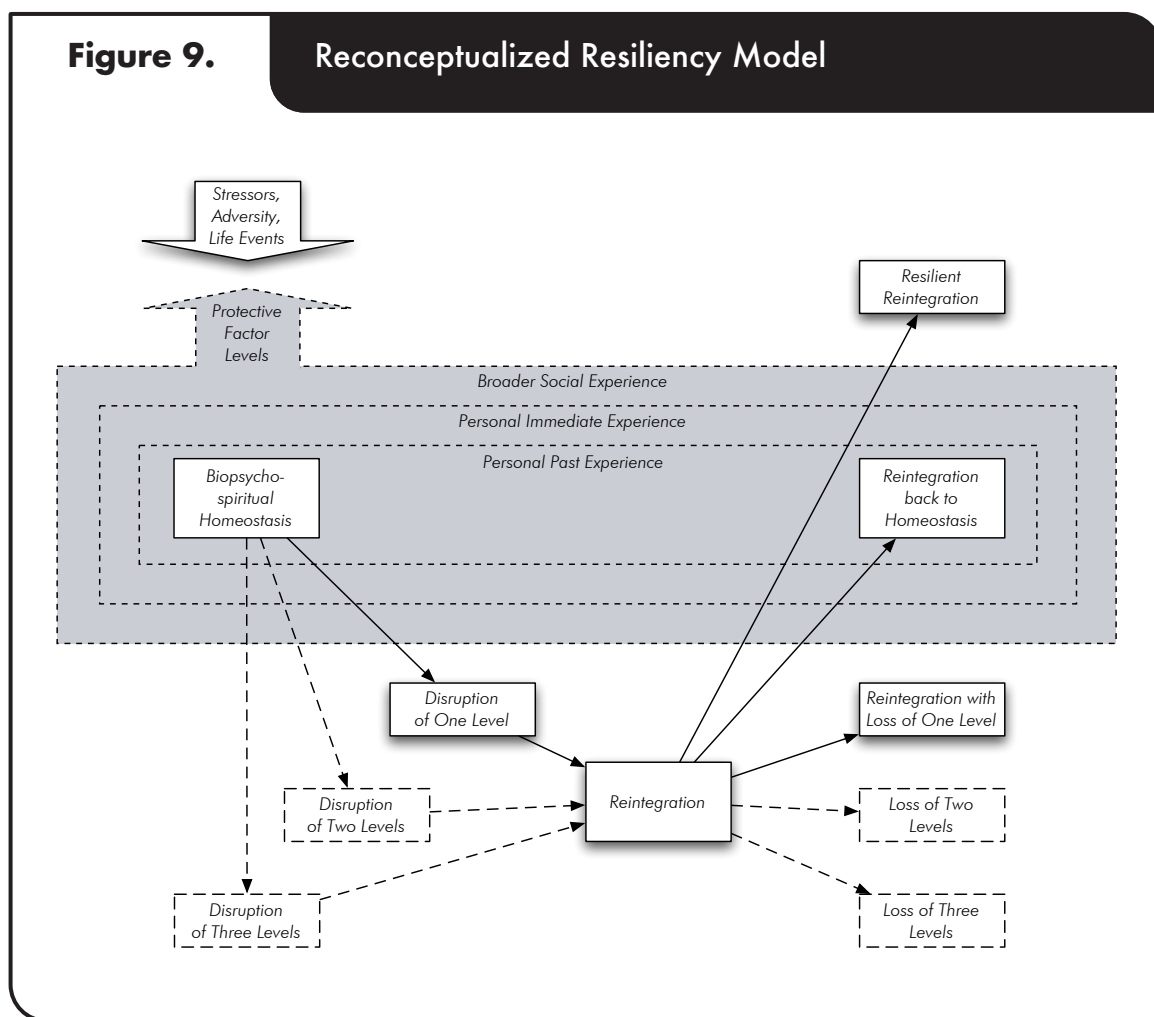 Figure 9.
Reconceptualized Resiliency Model
Stressors,
Adversity,
Life Events
Protective
Factor
Levels
Resilient
Reintegration
Broader Social Experience
Personal Immediate Experience
Personal Past Experience
Biopsycho-
spiritual
Homeostasis
Reintegration
back to
Homeostasis
Disruption
of One Level
Reintegration with
Loss of One Level
Reintegration
Disruption
of Two Levels
Loss of Two
Levels
Disruption
of Three Levels
Loss of Three
Levels